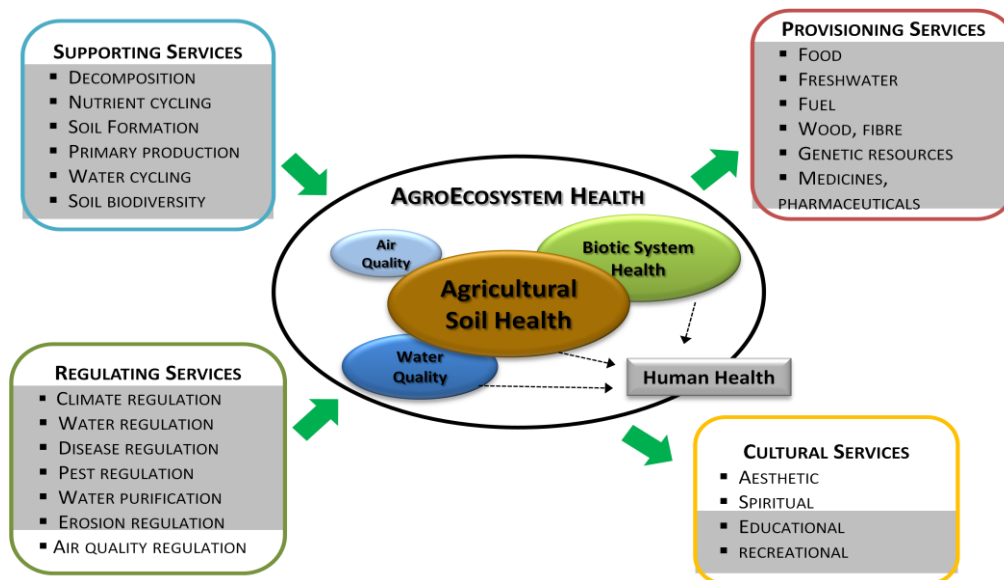 SUPPORTING SERVICES
▪ DECOMPOSITION
▪ NUTRIENT CYCLING
▪ SOIL FORMATION
▪ PRIMARY PRODUCTION
▪ WATER CYCLING
▪ SOIL BIODIVERSITY
PROVISIONING SERVICES
▪ FOOD
▪ FRESHWATER
▪ FUEL
▪ WOOD, FIBRE
▪ GENETIC RESOURCES
▪ MEDICINES,
PHARMACEUTICALS
AGROECOSYSTEM HEALTH
Air
Quality
Biotic System
Health
Agricultural
Soil Health
Water
Quality
Human Health
REGULATING SERVICES
▪ CLIMATE REGULATION
▪ WATER REGULATION
▪ DISEASE REGULATION
▪ PEST REGULATION
▪ WATER PURIFICATION
▪ EROSION REGULATION
▪ AIR QUALITY REGULATION
CULTURAL SERVICES
▪ AESTHETIC
▪ SPIRITUAL
▪ EDUCATIONAL
▪ RECREATIONAL